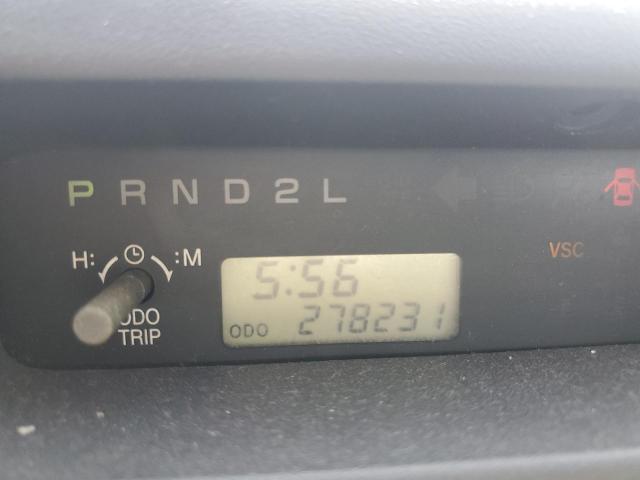 P R N D 2 L
VSC
H: :M
5:56
ODO 278231
ODO
TRIP